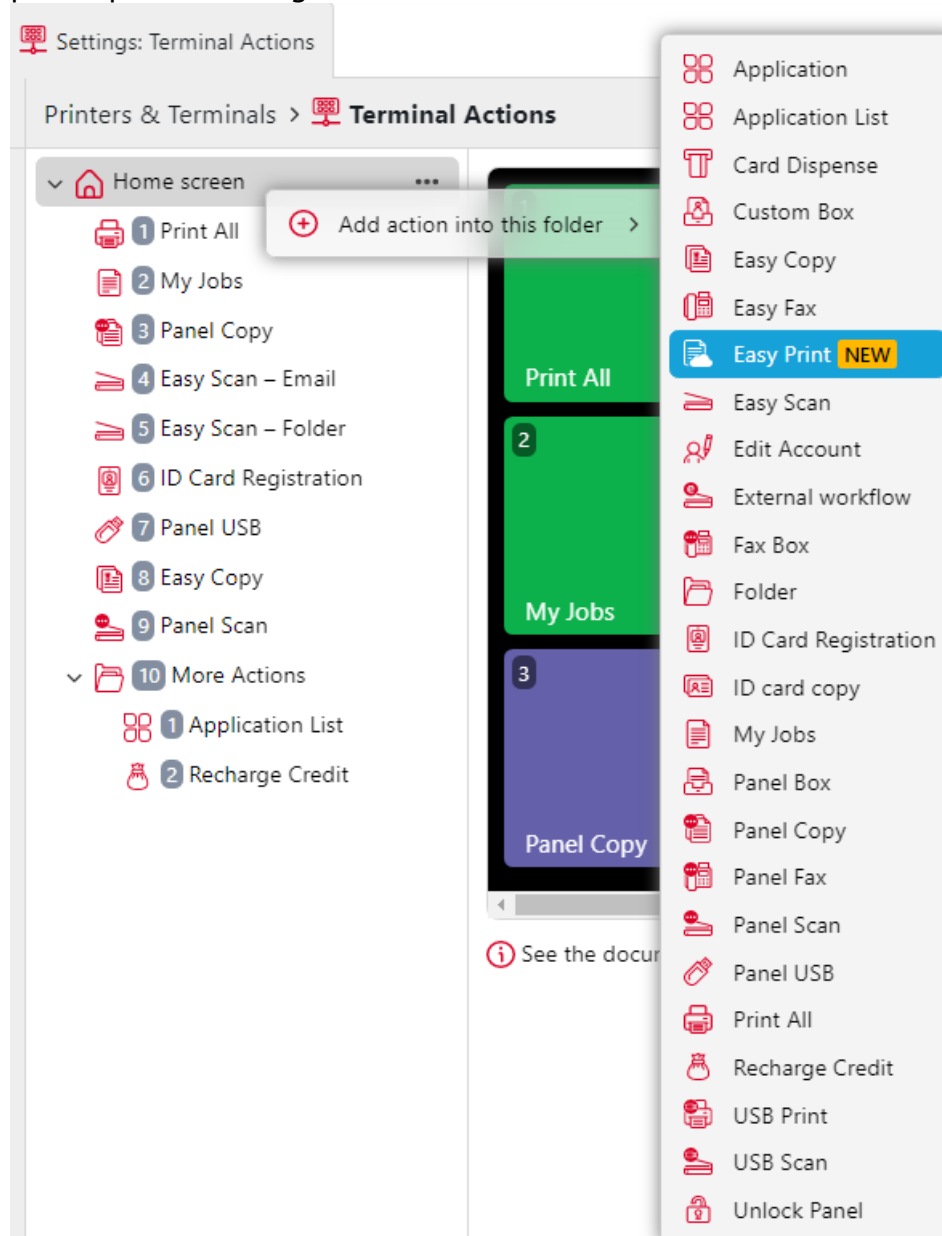 Settings: Terminal Actions
Printers & Terminals > Terminal Actions
Home screen
1 Print All
2 My Jobs
3 Panel Copy
4 Easy Scan – Email
5 Easy Scan – Folder
6 ID Card Registration
7 Panel USB
8 Easy Copy
9 Panel Scan
10 More Actions
1 Application List
2 Recharge Credit
Add action into this folder
1
Print All
2
My Jobs
3
Panel Copy
See the docu
Application
Application List
Card Dispense
Custom Box
Easy Copy
Easy Fax
Easy Print NEW
Easy Scan
Edit Account
External workflow
Fax Box
Folder
ID Card Registration
ID card copy
My Jobs
Panel Box
Panel Copy
Panel Fax
Panel Scan
Panel USB
Print All
Recharge Credit
USB Print
USB Scan
Unlock Panel